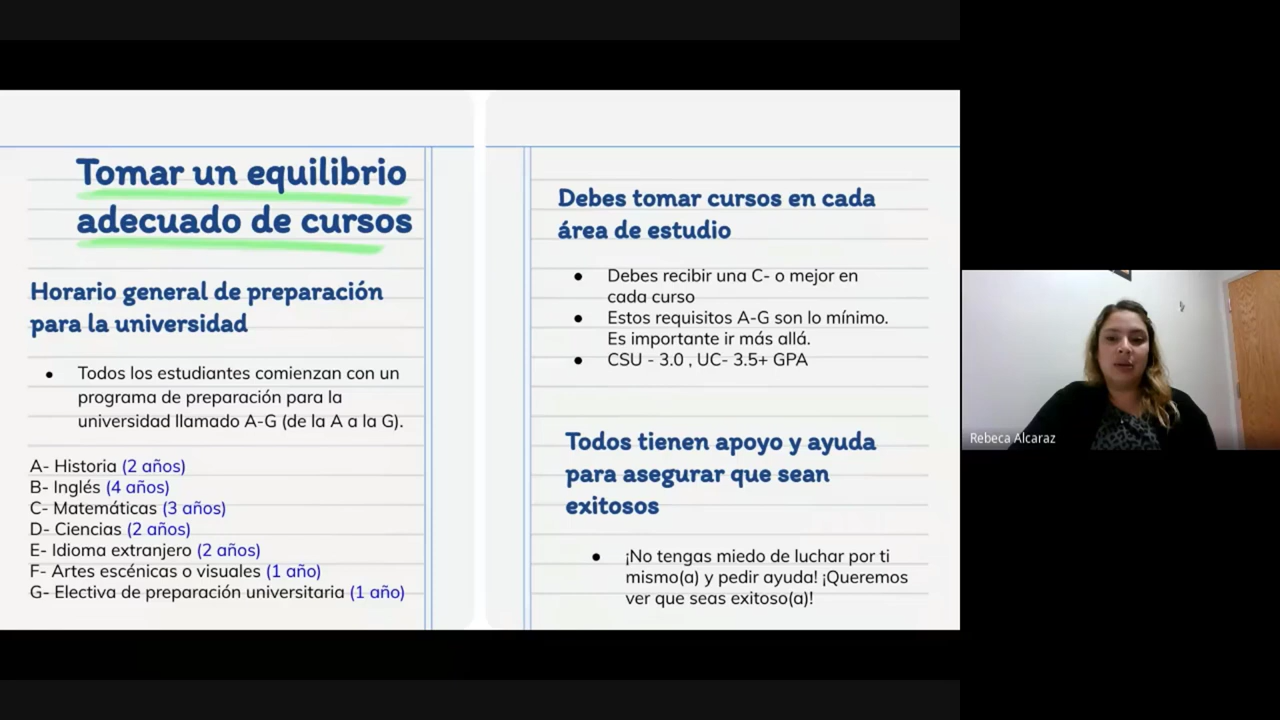 Tomar un equilibrio
adecuado de cursos
Horario general de preparación
para la universidad
● Todos los estudiantes comienzan con un
programa de preparación para la
universidad llamado A-G (de la A a la G).
A- Historia (2 años)
B- Inglés (4 años)
C- Matemáticas (3 años)
D- Ciencias (2 años)
E- Idioma extranjero (2 años)
F- Artes escénicas o visuales (1 año)
G- Electiva de preparación universitaria (1 año)
Debes tomar cursos en cada
área de estudio
● Debes recibir una C- o mejor en
cada curso
● Estos requisitos A-G son lo mínimo.
Es importante ir más allá.
● CSU - 3.0 , UC- 3.5+ GPA
Todos tienen apoyo y ayuda
para asegurar que sean
exitosos
● ¡No tengas miedo de luchar por ti
mismo(a) y pedir ayuda! ¡Queremos
ver que seas exitoso(a)!
Rebeca Alcaraz